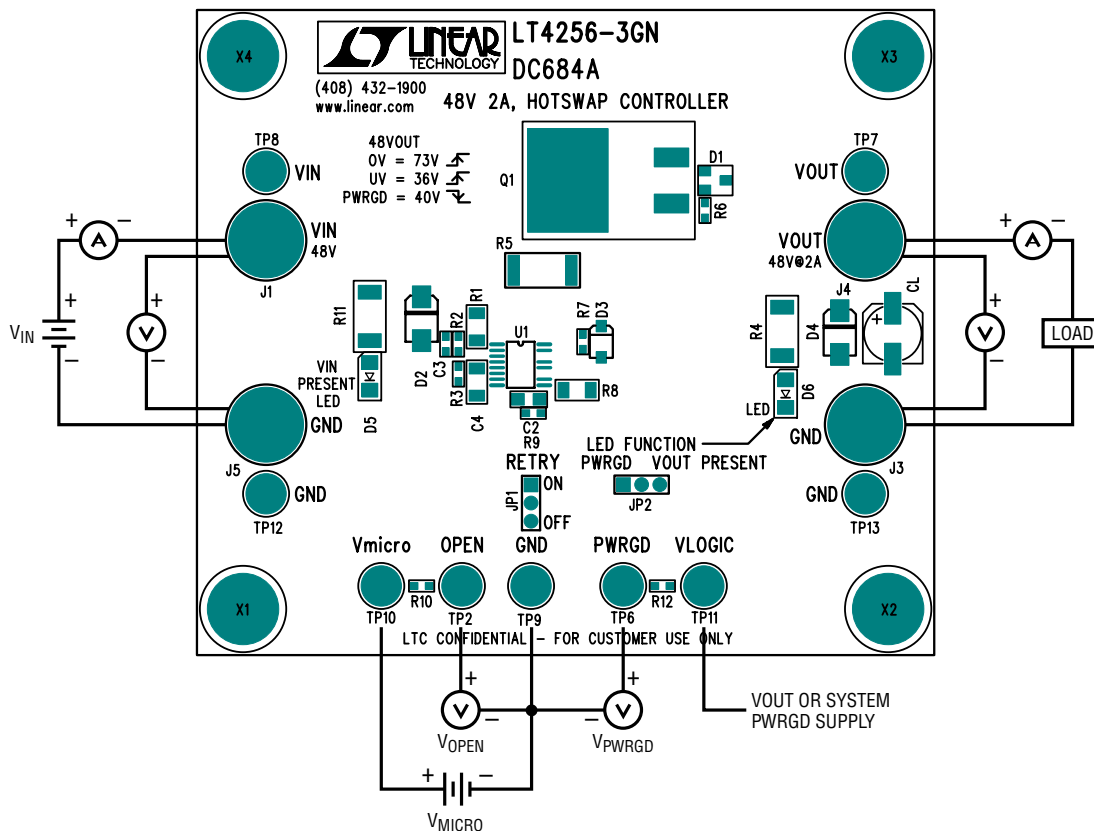 X4
LINEAR
TECHNOLOGY
LT4256-3GN
DC684A
X3
(408) 432-1900
www.linear.com
48V 2A, HOTSWAP CONTROLLER
48VOUT
OV = 73V
UV = 36V
PWRGD = 40V
TP8
VIN
Q1
D1
R6
TP7
VOUT
+ A −
VIN
48V
J1
R5
VOUT
48V@2A
J4
CL
+ A −
VIN
+
−
+
V
−
R11
D2
C3
R2
R1
U1
R7
D3
R4
D4
+
+
V
−
LOAD
VIN
PRESENT
LED
D5
R3
C4
C2
R9
R8
LED
D6
GND
J5
LED FUNCTION
PWRGD VOUT PRESENT
JP2
GND
J3
RETRY
JP1
ON
OFF
GND
TP12
GND
TP13
Vmicro
OPEN
GND
PWRGD
VLOGIC
X1
R10
R12
X2
TP10
TP2
TP9
TP6
TP11
LTC CONFIDENTIAL - FOR CUSTOMER USE ONLY
+
V
−
VOPEN
+
−
V
VPWRGD
VOUT OR SYSTEM
PWRGD SUPPLY
+ −
VMICRO